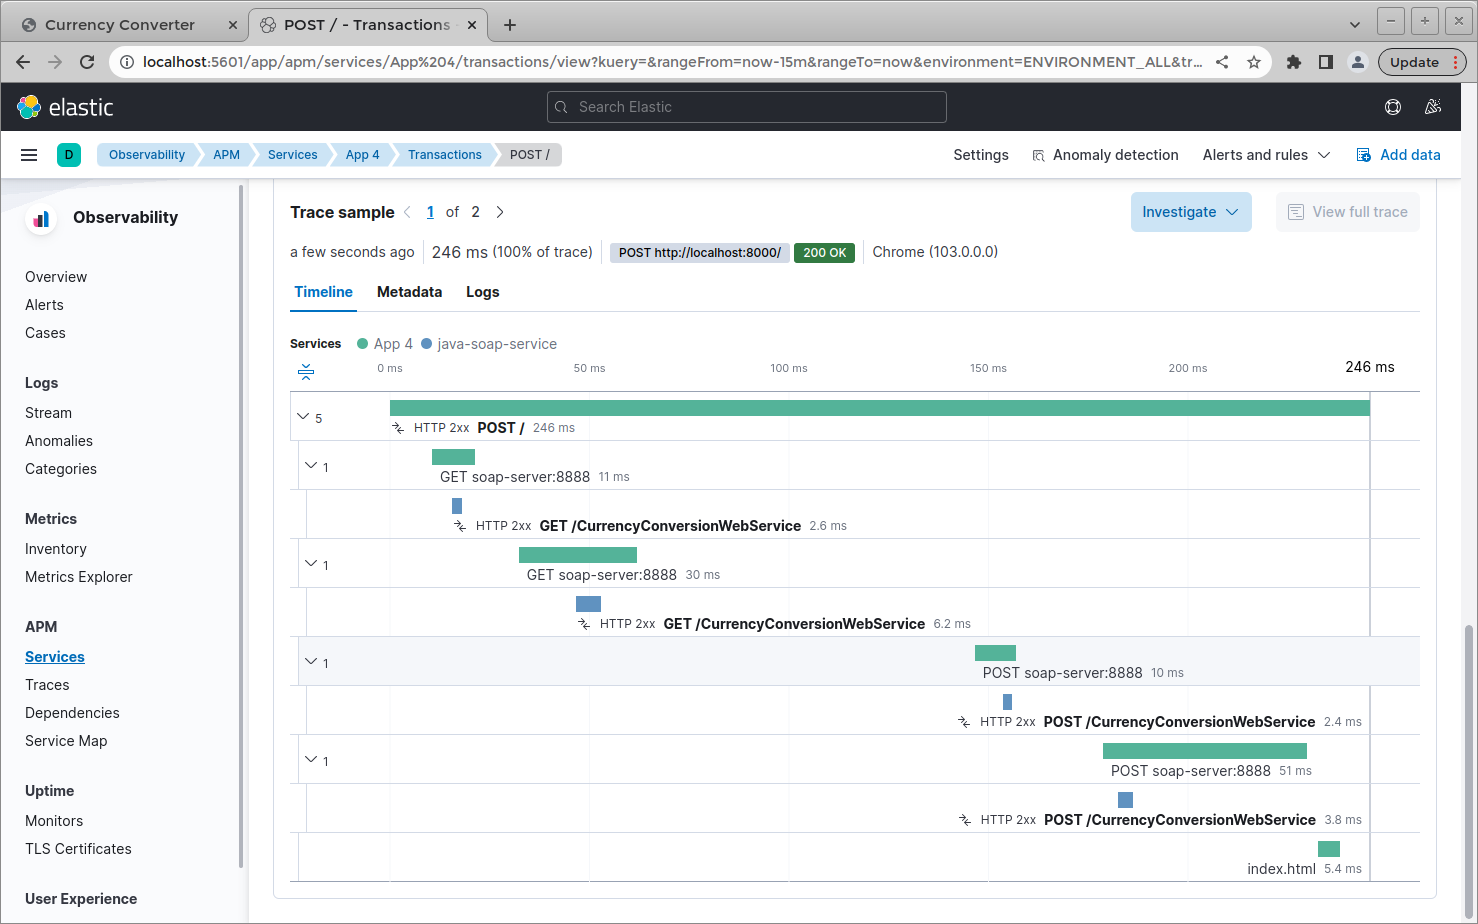 Currency Converter
POST / - Transactions
localhost:5601/app/apm/services/App%204/transactions/view?kuery=&rangeFrom=now-15m&rangeTo=now&environment=ENVIRONMENT_ALL&tr...
Update
elastic
Search Elastic
D
Observability
APM
Services
App 4
Transactions
POST /
Settings
Anomaly detection
Alerts and rules
Add data
Observability
Overview
Alerts
Cases
Logs
Stream
Anomalies
Categories
Metrics
Inventory
Metrics Explorer
APM
Services
Traces
Dependencies
Service Map
Uptime
Monitors
TLS Certificates
User Experience
Trace sample 1 of 2
Investigate
View full trace
a few seconds ago 246 ms (100% of trace) POST http://localhost:8000/ 200 OK Chrome (103.0.0.0)
Timeline Metadata Logs
Services App 4 java-soap-service
0 ms 50 ms 100 ms 150 ms 200 ms 246 ms
5
HTTP 2xx POST / 246 ms
1
GET soap-server:8888 11 ms
HTTP 2xx GET /CurrencyConversionWebService 2.6 ms
1
GET soap-server:8888 30 ms
HTTP 2xx GET /CurrencyConversionWebService 6.2 ms
1
POST soap-server:8888 10 ms
HTTP 2xx POST /CurrencyConversionWebService 2.4 ms
1
POST soap-server:8888 51 ms
HTTP 2xx POST /CurrencyConversionWebService 3.8 ms
index.html 5.4 ms